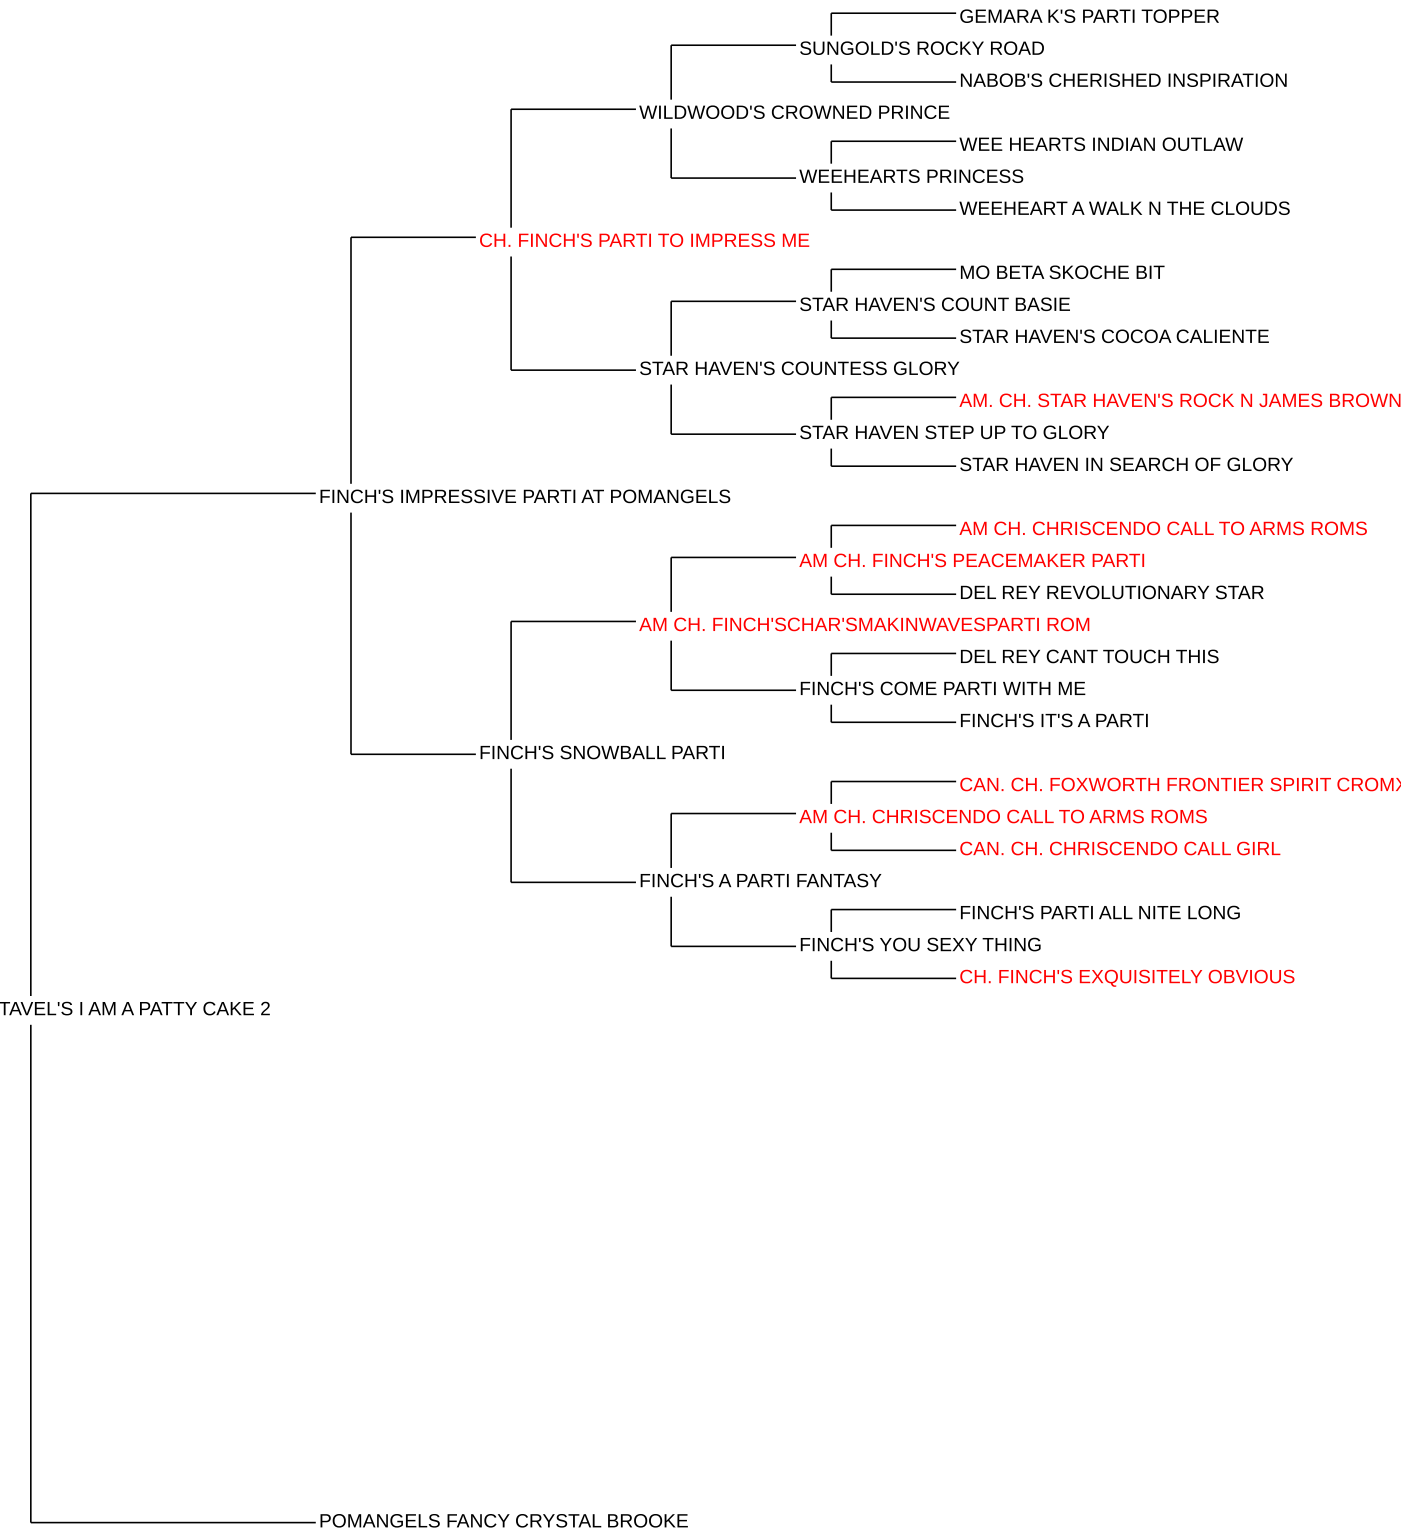 GEMARA K'S PARTI TOPPER
SUNGOLD'S ROCKY ROAD
NABOB'S CHERISHED INSPIRATION
WILDWOOD'S CROWNED PRINCE
WEE HEARTS INDIAN OUTLAW
WEEHEARTS PRINCESS
WEEHEART A WALK N THE CLOUDS
CH. FINCH'S PARTI TO IMPRESS ME
MO BETA SKOCHE BIT
STAR HAVEN'S COUNT BASIE
STAR HAVEN'S COCOA CALIENTE
STAR HAVEN'S COUNTESS GLORY
AM. CH. STAR HAVEN'S ROCK N JAMES BROWN
STAR HAVEN STEP UP TO GLORY
STAR HAVEN IN SEARCH OF GLORY
FINCH'S IMPRESSIVE PARTI AT POMANGELS
AM CH. CHRISCENDO CALL TO ARMS ROMS
AM CH. FINCH'S PEACEMAKER PARTI
DEL REY REVOLUTIONARY STAR
AM CH. FINCH'SCHAR'SMAKINWAVESPARTI ROM
DEL REY CANT TOUCH THIS
FINCH'S COME PARTI WITH ME
FINCH'S IT'S A PARTI
FINCH'S SNOWBALL PARTI
CAN. CH. FOXWORTH FRONTIER SPIRIT CROMX
AM CH. CHRISCENDO CALL TO ARMS ROMS
CAN. CH. CHRISCENDO CALL GIRL
FINCH'S A PARTI FANTASY
FINCH'S PARTI ALL NITE LONG
FINCH'S YOU SEXY THING
CH. FINCH'S EXQUISITELY OBVIOUS
TAVEL'S I AM A PATTY CAKE 2
POMANGELS FANCY CRYSTAL BROOKE